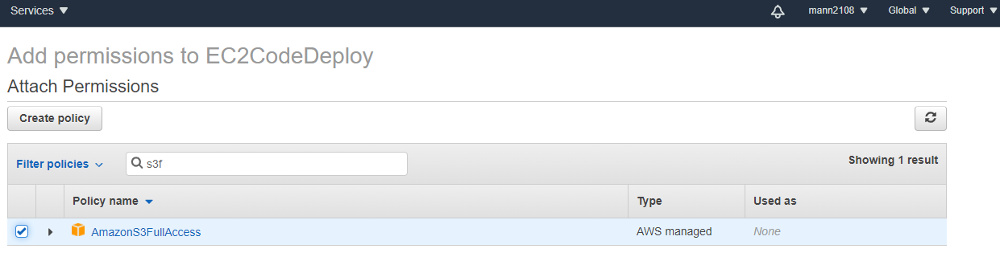 Services mann2108 Global Support
Add permissions to EC2CodeDeploy
Attach Permissions
Create policy
Filter policies s3f Showing 1 result
Policy name Type Used as
AmazonS3FullAccess AWS managed None